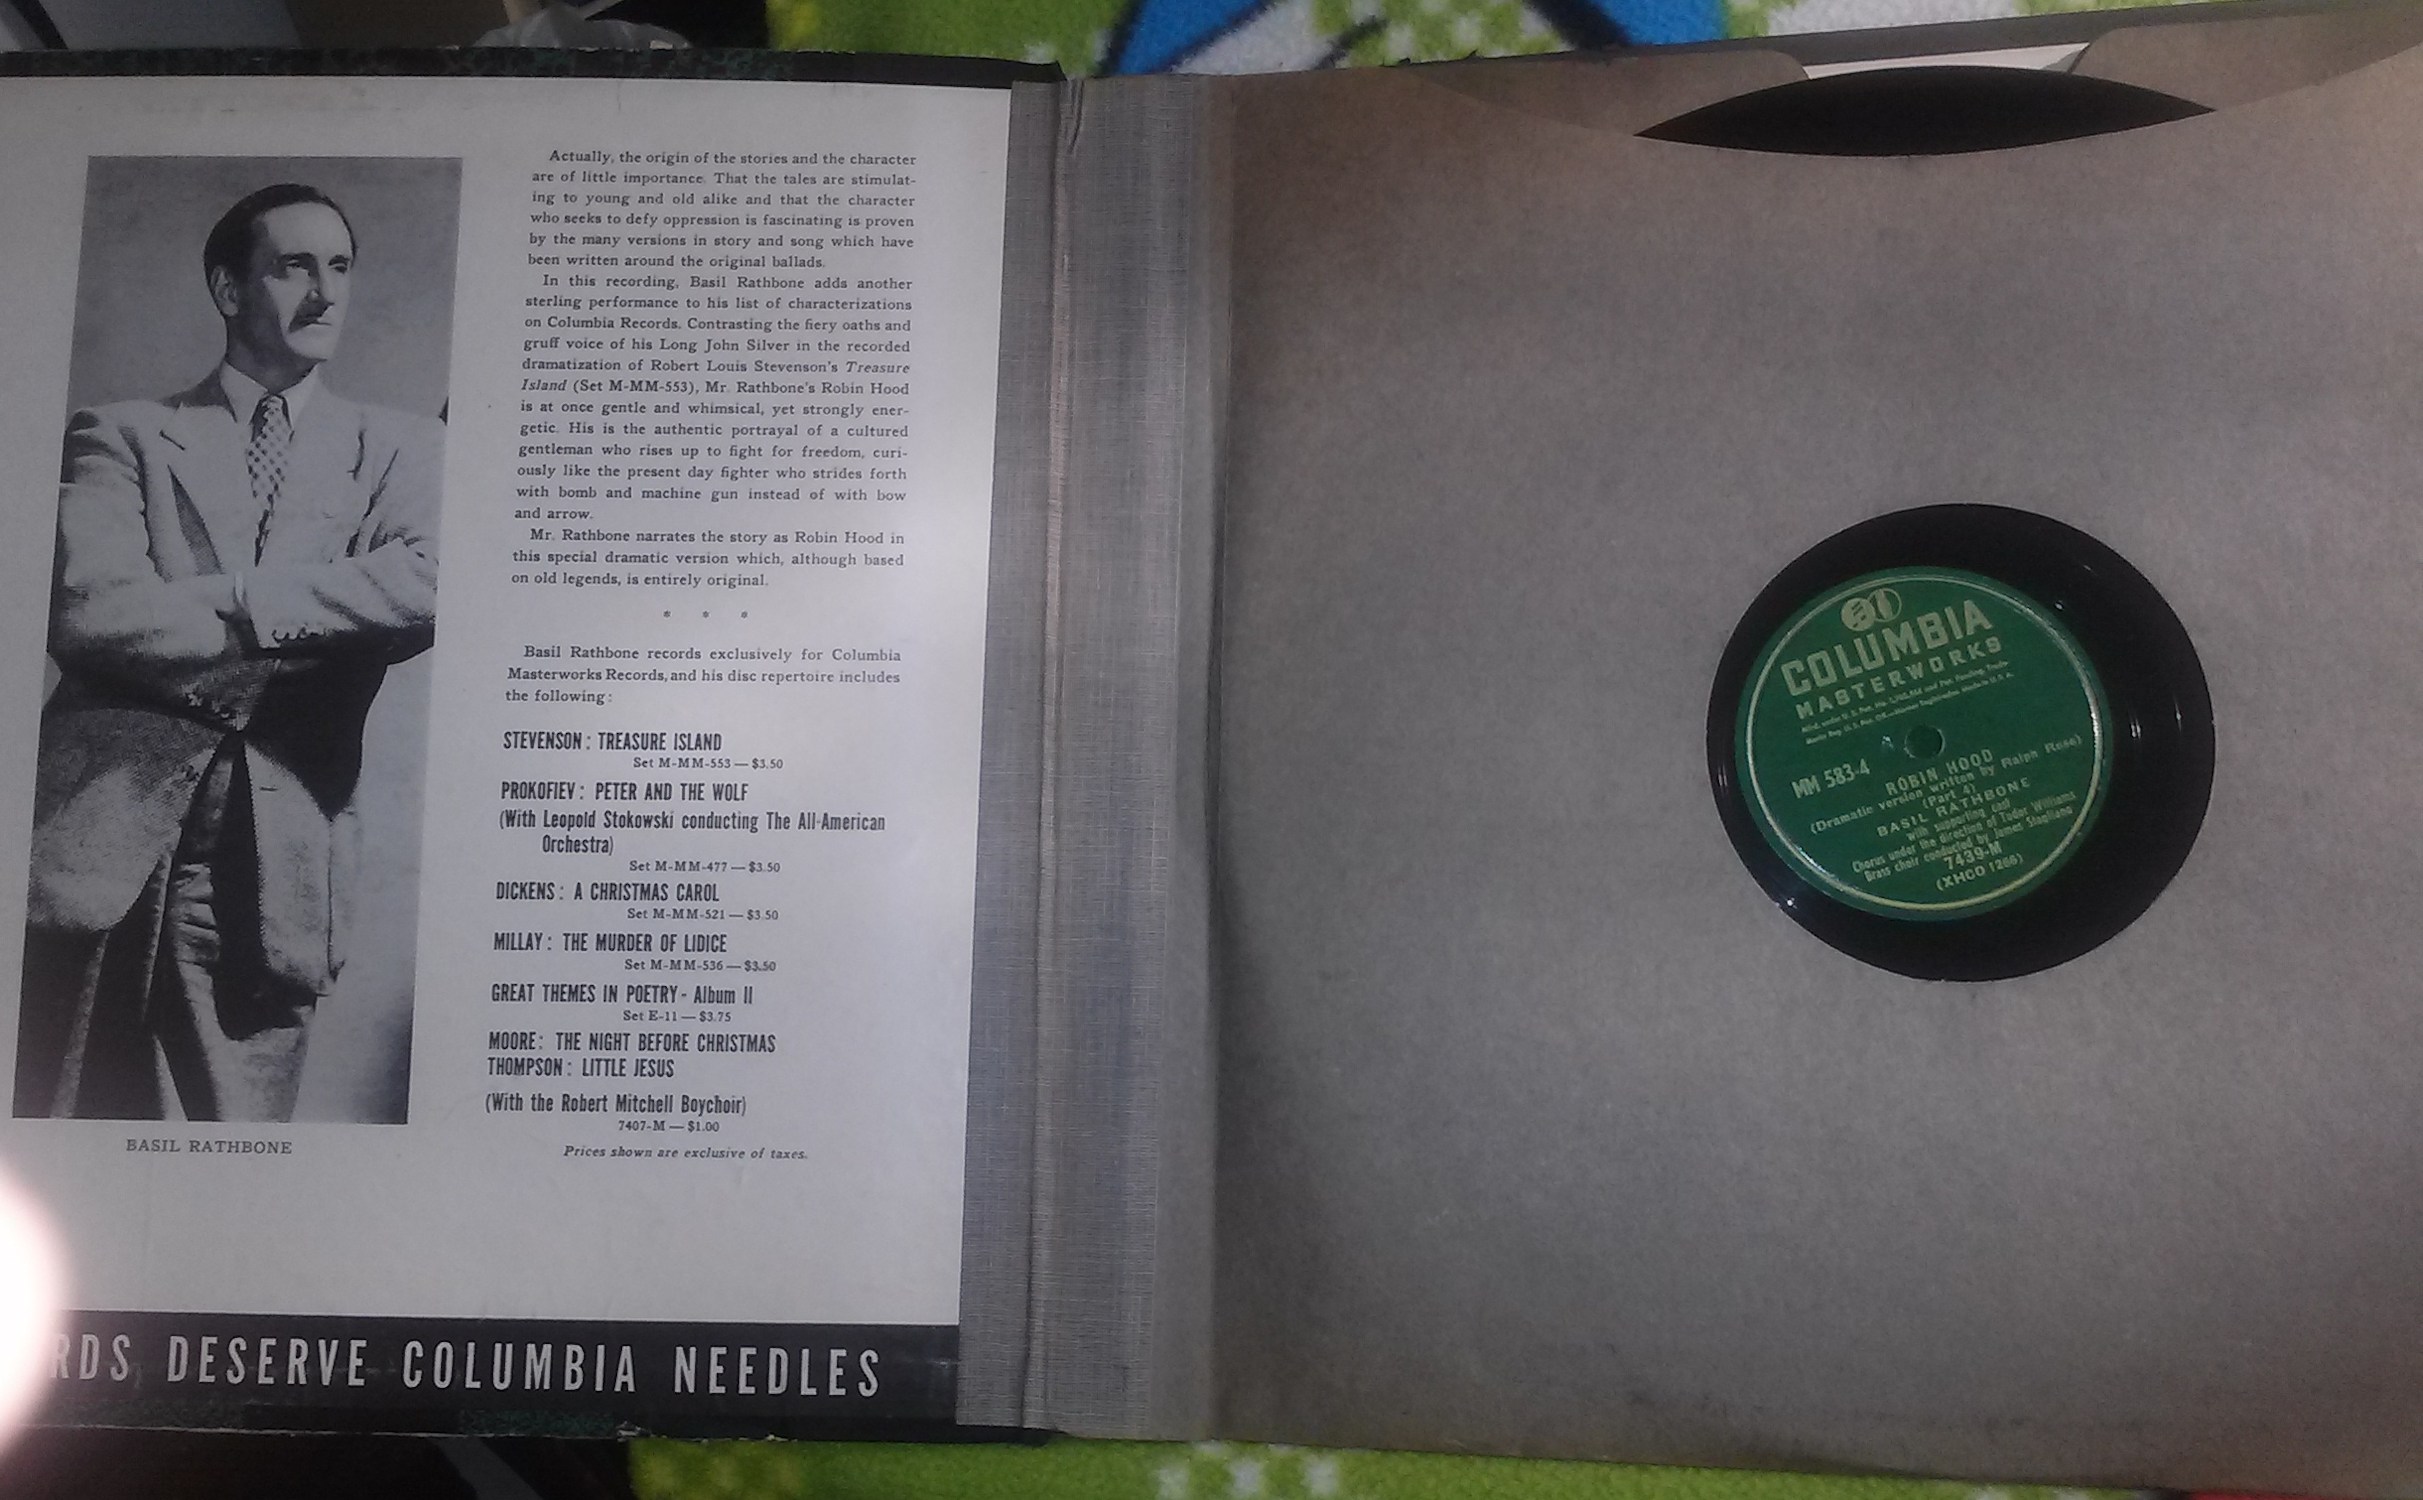 Actually, the origin of the stories and the character
are of little importance. That the tales are stimulat-
ing to young and old alike and that the character
who seeks to defy oppression is fascinating is proven
by the many versions in story and song which have
been written around the original ballads.
In this recording, Basil Rathbone adds another
sterling performance to his list of characterizations
on Columbia Records. Contrasting the fiery oaths and
gruff voice of his Long John Silver in the recorded
dramatization of Robert Louis Stevenson's Treasure
Island (Set M-MM-553), Mr. Rathbone's Robin Hood
is at once gentle and whimsical, yet strongly ener-
getic. His is the authentic portrayal of a cultured
gentleman who rises up to fight for freedom, curi-
ously like the present day fighter who strides forth
with bomb and machine gun instead of with bow
and arrow.
Mr. Rathbone narrates the story as Robin Hood in
this special dramatic version which, although based
on old legends, is entirely original.
* * *
Basil Rathbone records exclusively for Columbia
Masterworks Records, and his disc repertoire includes
the following:
STEVENSON: TREASURE ISLAND
Set M-MM-553 — $3.50
PROKOFIEV: PETER AND THE WOLF
(With Leopold Stokowski conducting The All-American
Orchestra)
Set M-MM-477 — $3.50
DICKENS: A CHRISTMAS CAROL
Set M-MM-521 — $3.50
MILLAY: THE MURDER OF LIDICE
Set M-MM-536 — $3.50
GREAT THEMES IN POETRY - Album II
Set E-11 — $3.75
MOORE: THE NIGHT BEFORE CHRISTMAS
THOMPSON: LITTLE JESUS
(With the Robert Mitchell Boychoir)
7407-M — $1.00
Prices shown are exclusive of taxes.
BASIL RATHBONE
RDS DESERVE COLUMBIA NEEDLES
COLUMBIA
MASTERWORKS
MM 583-4
ROBIN HOOD
(Dramatic version written by Ralph Rose)
(Part 4)
BASIL RATHBONE
with supporting cast
Chorus under the direction of Tudor Williams
Brass choir conducted by James Stagliano
7439-M
(XHCO 1266)